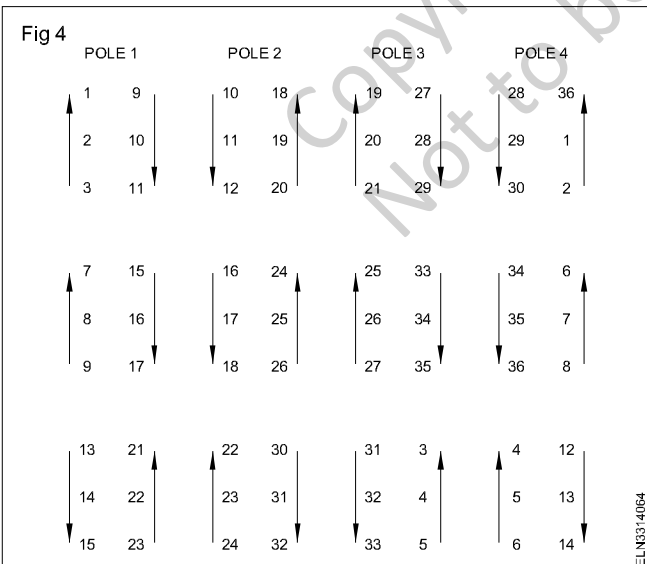 Fig 4
POLE 1 POLE 2 POLE 3 POLE 4
1 9 10 18 19 27 28 36
2 10 11 19 20 28 29 1
3 11 12 20 21 29 30 2
7 15 16 24 25 33 34 6
8 16 17 25 26 34 35 7
9 17 18 26 27 35 36 8
13 21 22 30 31 3 4 12
14 22 23 31 32 4 5 13
15 23 24 32 33 5 6 14
ELN3314064
Not to b